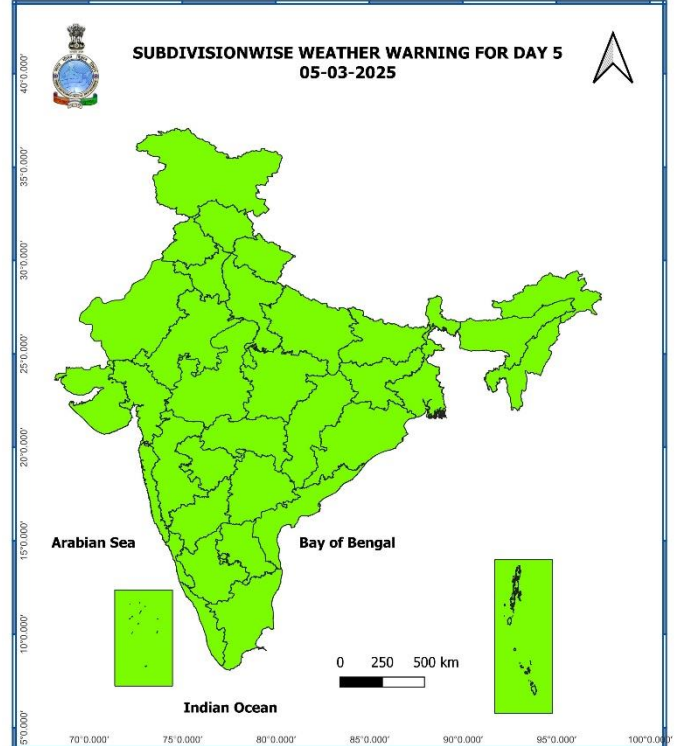 SUBDIVISIONWISE WEATHER WARNING FOR DAY 5
05-03-2025
40°0.000'
35°0.000'
30°0.000'
25°0.000'
20°0.000'
15°0.000'
10°0.000'
5°0.000'
Arabian Sea
Bay of Bengal
0 250 500 km
Indian Ocean
70°0.000' 75°0.000' 80°0.000' 85°0.000' 90°0.000' 95°0.000' 100°0.000'